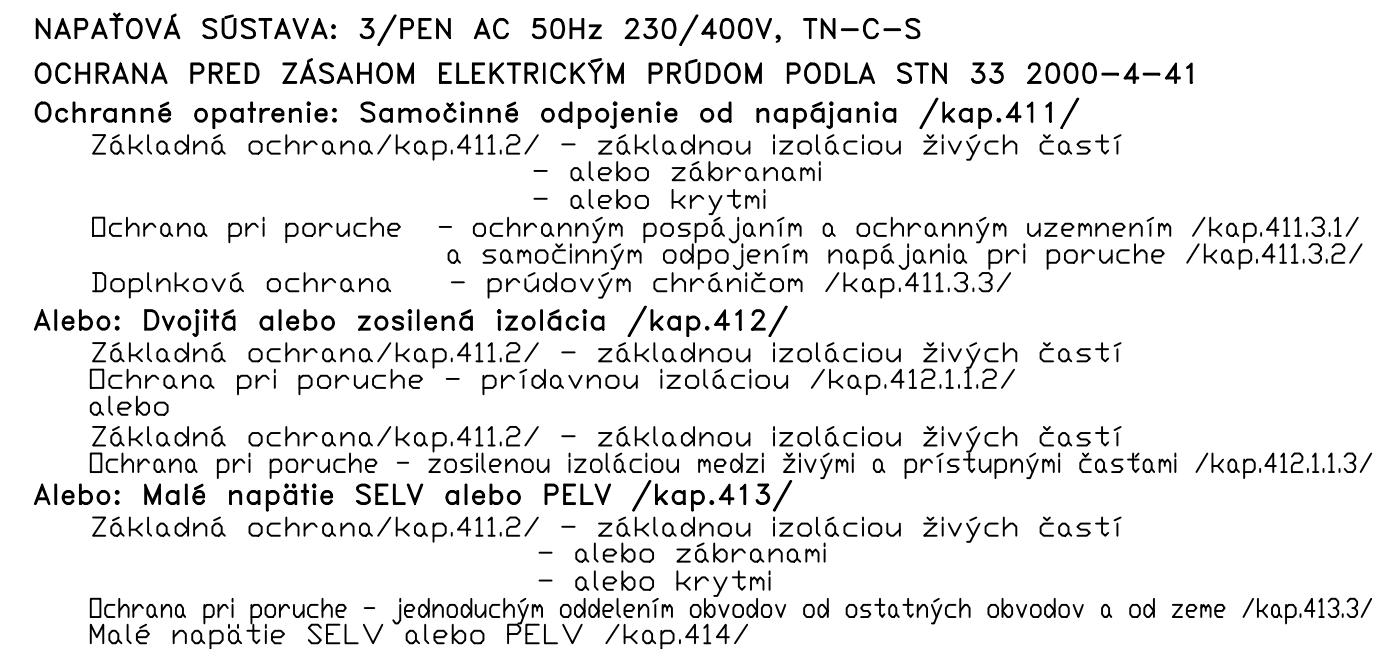 NAPAŤOVÁ SÚSTAVA: 3/PEN AC 50Hz 230/400V, TN-C-S
OCHRANA PRED ZÁSAHOM ELEKTRICKÝM PRÚDOM PODLA STN 33 2000-4-41
Ochranné opatrenie: Samočinné odpojenie od napájania /kap.411/
Základná ochrana/kap.411.2/ - základnou izoláciou živých častí
- alebo zábranami
- alebo krytmi
Ochrana pri poruche - ochranným pospájaním a ochranným uzemnením /kap.411.3.1/
a samočinným odpojením napájania pri poruche /kap.411.3.2/
Doplnková ochrana - prúdovým chráničom /kap.411.3.3/
Alebo: Dvojitá alebo zosilená izolácia /kap.412/
Základná ochrana/kap.411.2/ - základnou izoláciou živých častí
Ochrana pri poruche - prídavnou izoláciou /kap.412.1.1.2/
alebo
Základná ochrana/kap.411.2/ - základnou izoláciou živých častí
Ochrana pri poruche - zosilenou izoláciou medzi živými a prístupnými časťami /kap.412.1.1.3/
Alebo: Malé napätie SELV alebo PELV /kap.413/
Základná ochrana/kap.411.2/ - základnou izoláciou živých častí
- alebo zábranami
- alebo krytmi
Ochrana pri poruche - jednoduchým oddelením obvodov od ostatných obvodov a od zeme /kap.413.3/
Malé napätie SELV alebo PELV /kap.414/